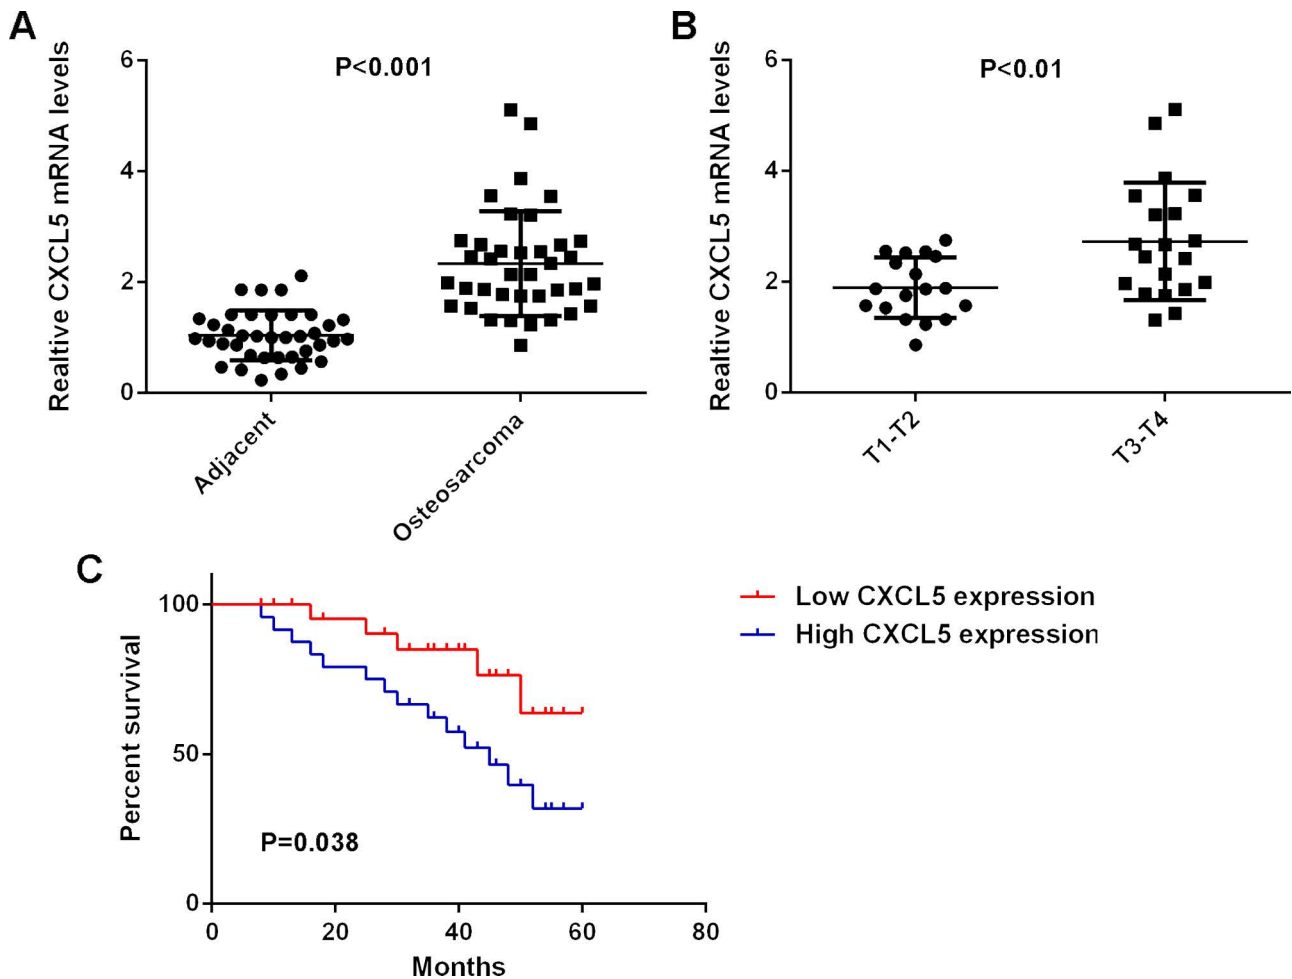 A
Realtive CXCL5 mRNA levels
6
4
2
0
P<0.001
Adjacent
Osteosarcoma
B
Realtive CXCL5 mRNA levels
6
4
2
0
P<0.01
T1-T2
T3-T4
C
Percent survival
100
50
0
P=0.038
0 20 40 60 80
Months
Low CXCL5 expression
High CXCL5 expression